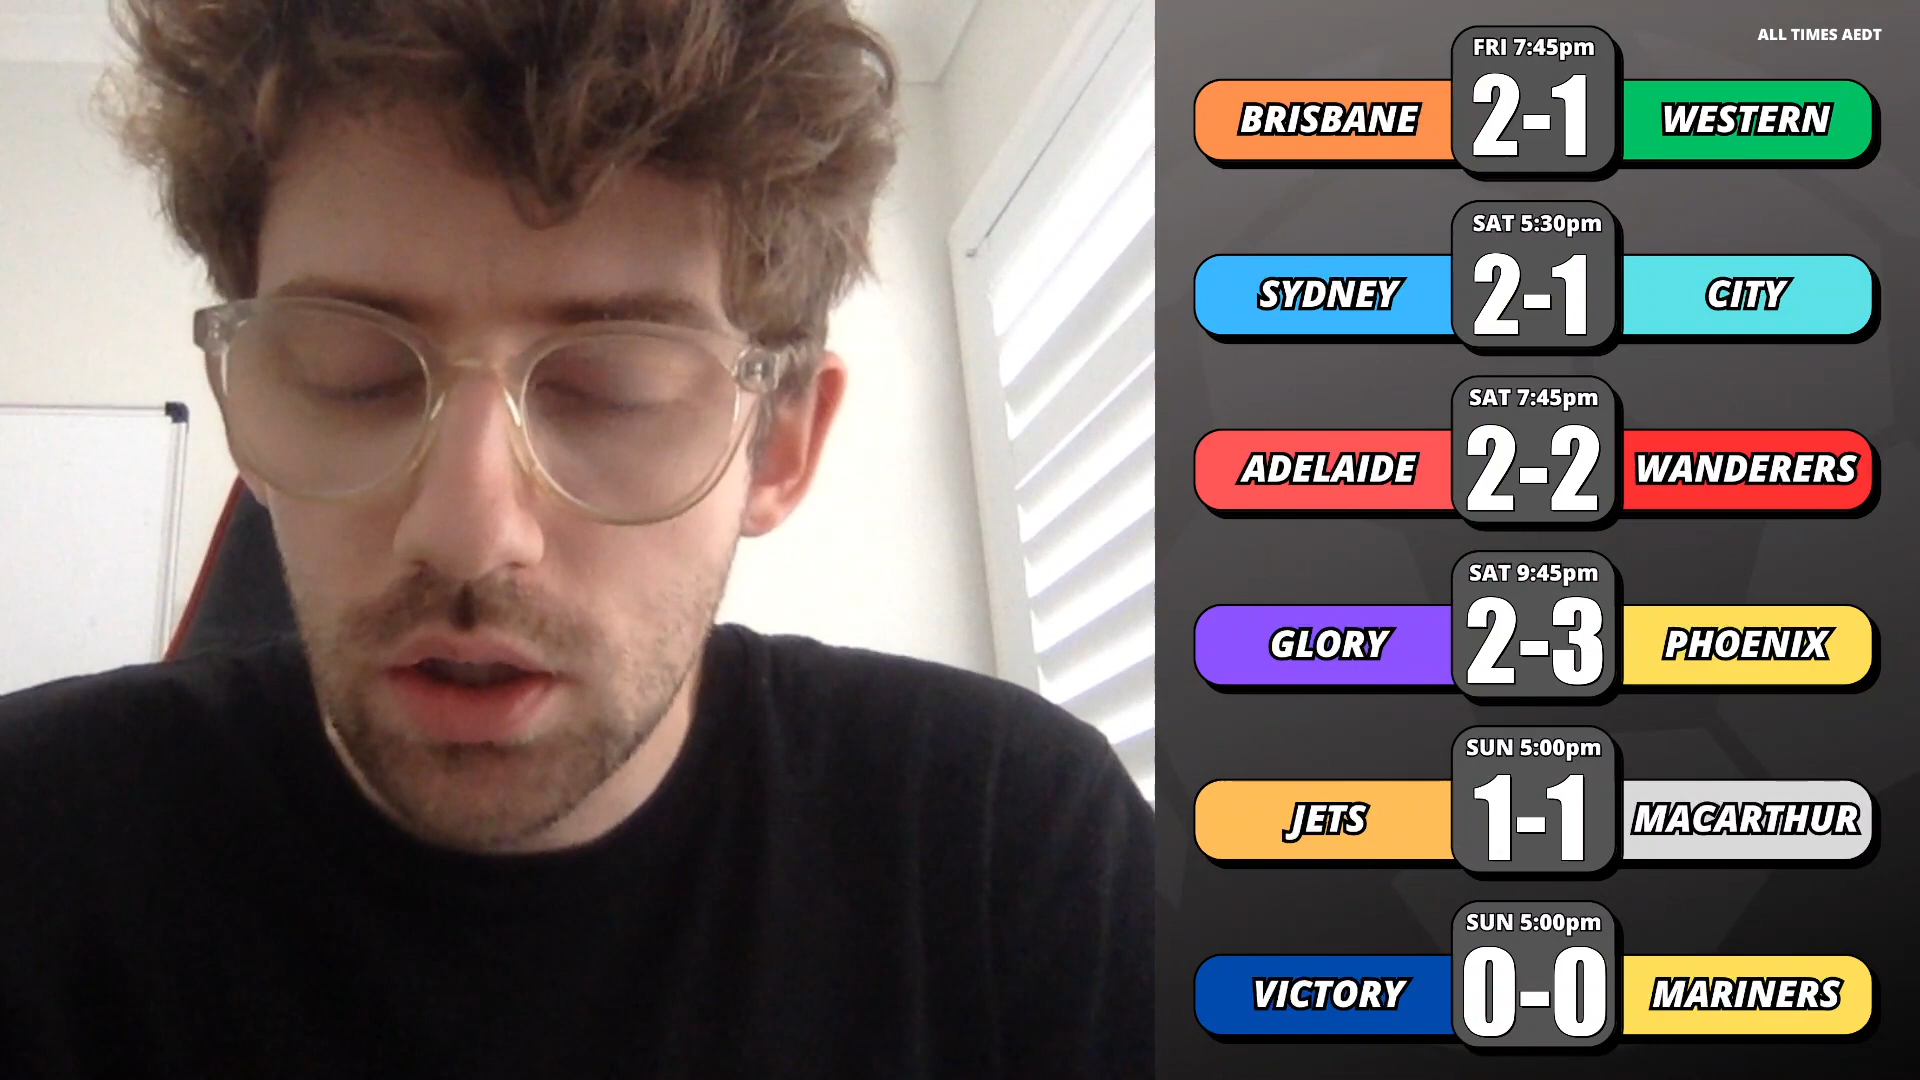 ALL TIMES AEDT
FRI 7:45pm
BRISBANE 2-1 WESTERN
SAT 5:30pm
SYDNEY 2-1 CITY
SAT 7:45pm
ADELAIDE 2-2 WANDERERS
SAT 9:45pm
GLORY 2-3 PHOENIX
SUN 5:00pm
JETS 1-1 MACARTHUR
SUN 5:00pm
VICTORY 0-0 MARINERS